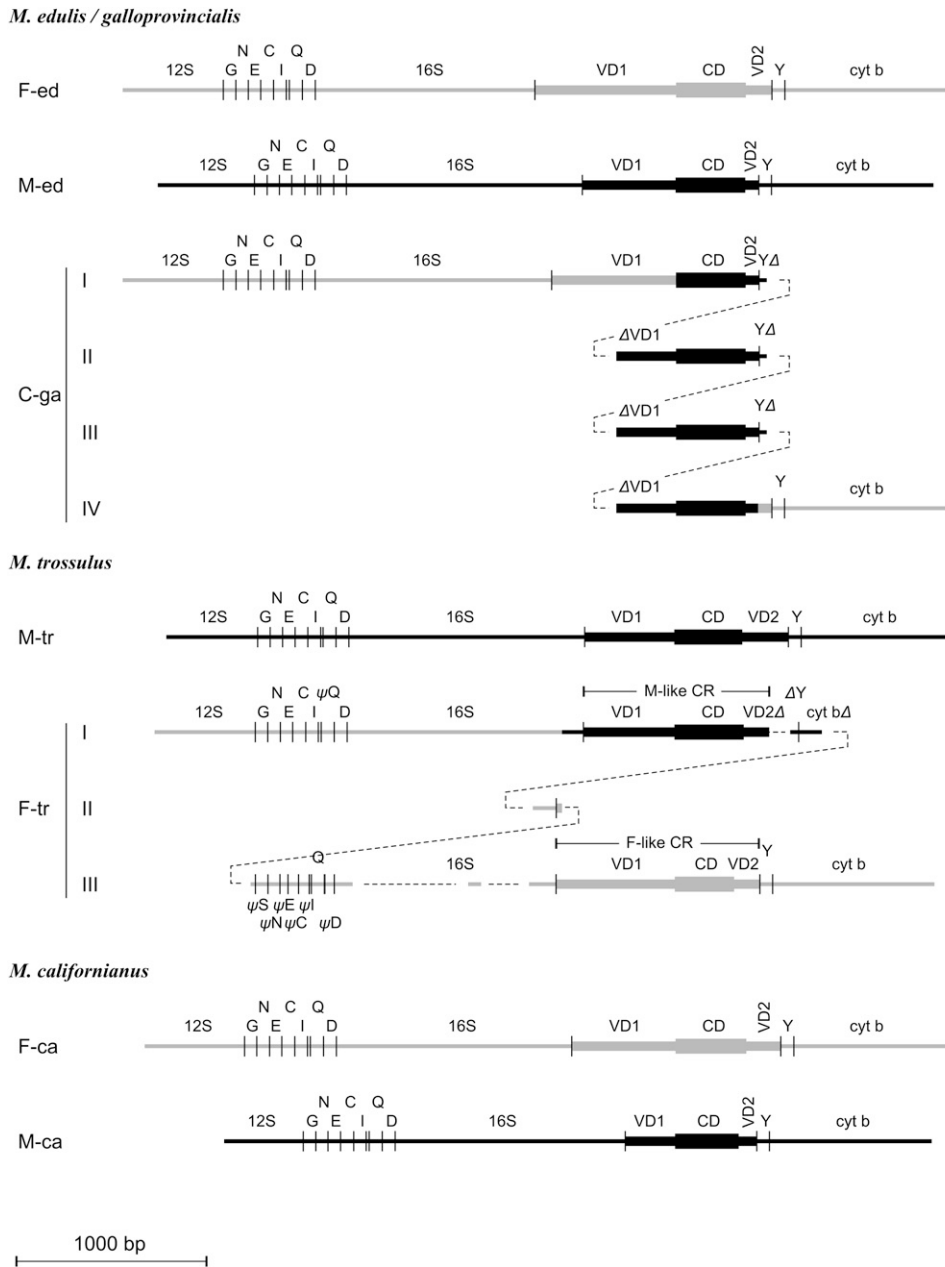 M. edulis / galloprovincialis
N C Q
12S G E I D 16S VD1 CD VD2 Y cyt b
F-ed
N C Q
12S G E I D 16S VD1 CD VD2 Y cyt b
M-ed
N C Q
12S G E I D 16S VD1 CD VD2 YΔ
I
ΔVD1 YΔ
II
C-ga
ΔVD1 YΔ
III
ΔVD1 Y cyt b
IV
M. trossulus
N C Q
12S G E I D 16S VD1 CD VD2 Y cyt b
M-tr
N C ψQ M-like CR ΔY
12S G E I D 16S VD1 CD VD2Δ cyt bΔ
I
F-tr
II
F-like CR
Q 16S VD1 CD VD2 Y cyt b
III
ψS ψE ψI
ψN ψC ψD
M. californianus
N C Q
12S G E I D 16S VD1 CD VD2 Y cyt b
F-ca
N C Q
12S G E I D 16S VD1 CD VD2 Y cyt b
M-ca
1000 bp